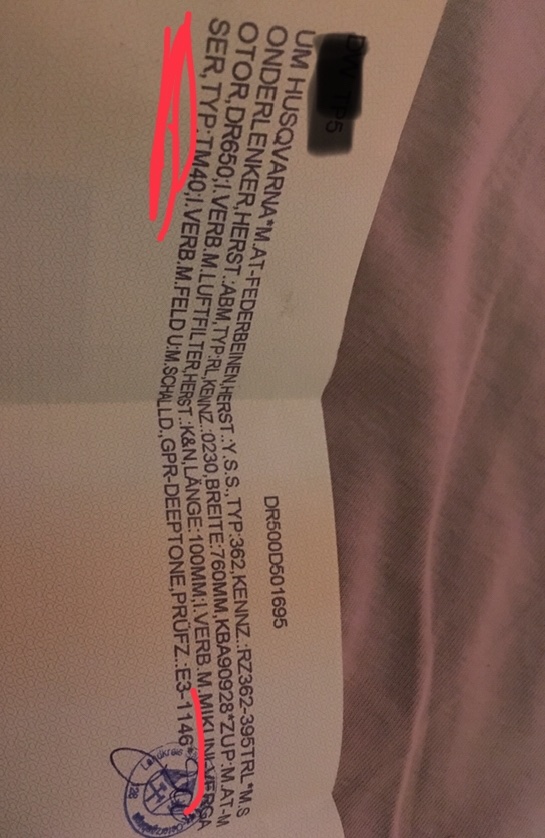 DR500D501695
UM HUSQVARNA*M.AT-FEDERBEINEN,HERST.:Y.S.S.,TYP:362,KENNZ.:RZ362-395TRL*M.S
ONDERLENKER,HERST.:ABM,TYP:RL,KENNZ.:0230,BREITE:760MM,KBA90928*ZUP:M.AT-M
OTOR,DR650;I.VERB.M.LUFTFILTER,HERST.:K&N,LÄNGE:100MM;I.VERB.M.MIKUNI-VERGA
SER,TYP:TM40;I.VERB.M.FELD U:M.SCHALLD.,GPR-DEEPTONE,PRÜFZ.:E3-1146*
Landkreis